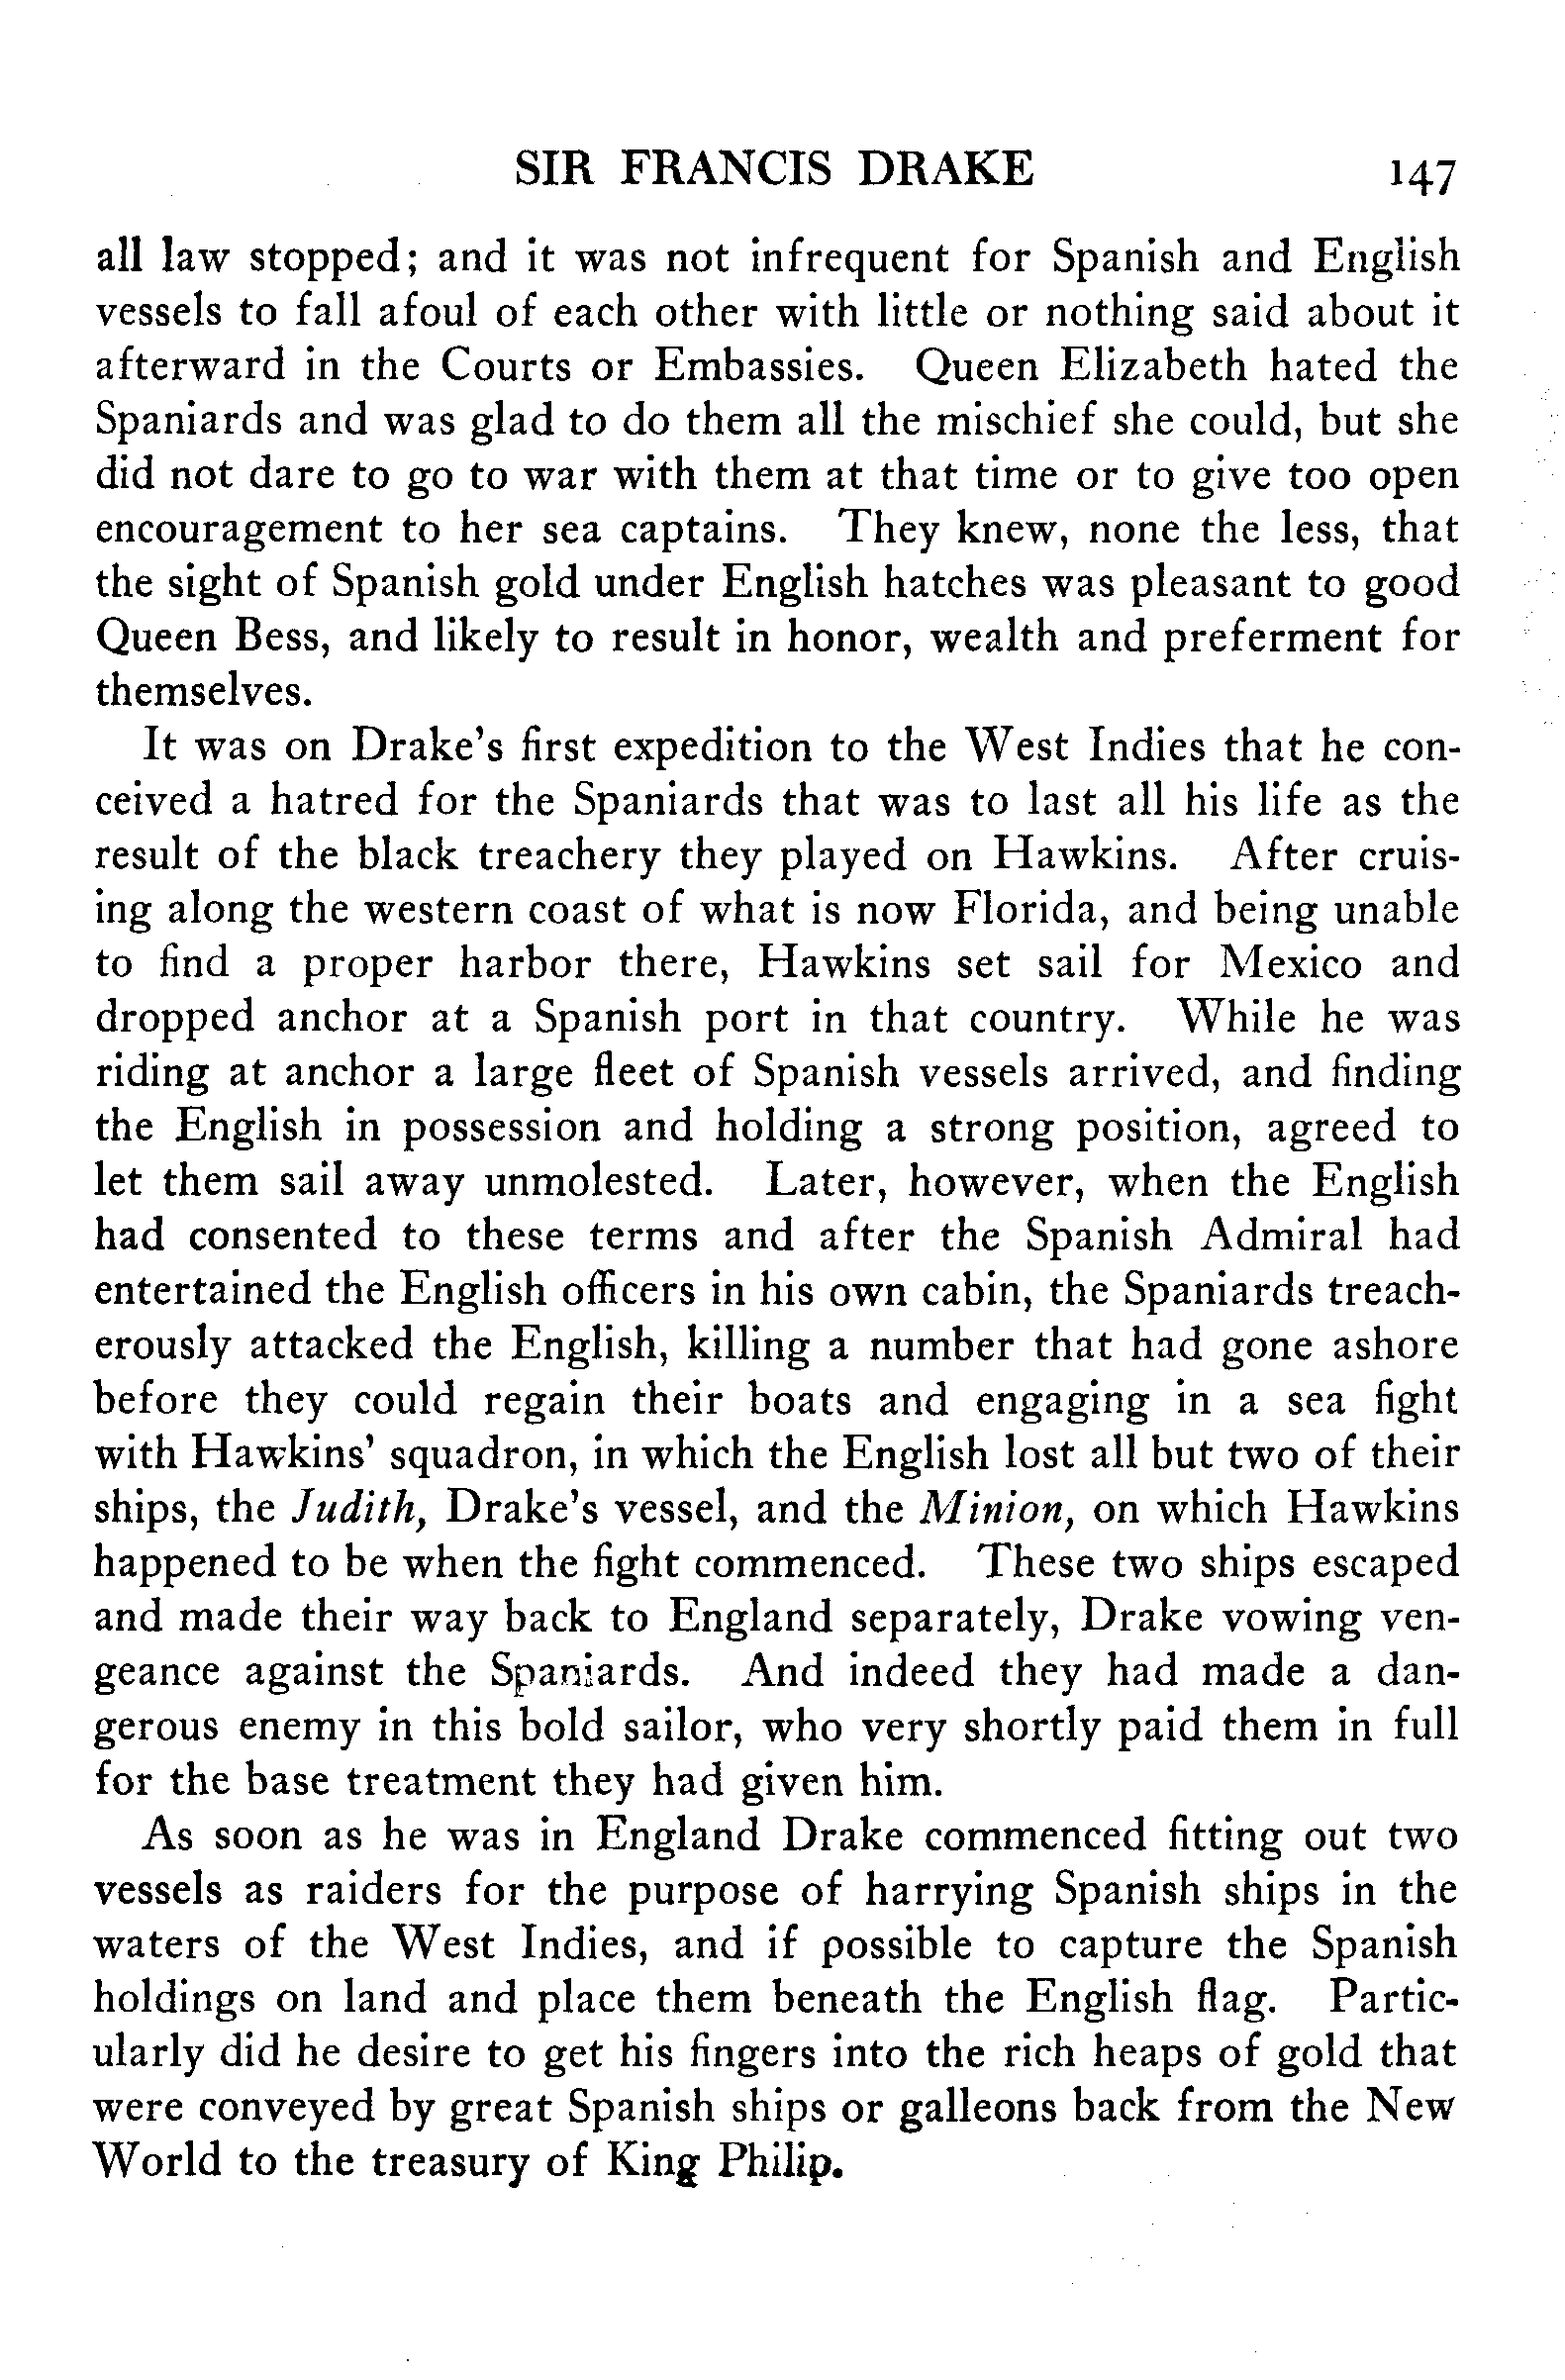 SIR FRANCIS DRAKE 147
all law stopped; and it was not infrequent for Spanish and English
vessels to fall afoul of each other with little or nothing said about it
afterward in the Courts or Embassies. Queen Elizabeth hated the
Spaniards and was glad to do them all the mischief she could, but she
did not dare to go to war with them at that time or to give too open
encouragement to her sea captains. They knew, none the less, that
the sight of Spanish gold under English hatches was pleasant to good
Queen Bess, and likely to result in honor, wealth and preferment for
themselves.
It was on Drake's first expedition to the West Indies that he con-
ceived a hatred for the Spaniards that was to last all his life as the
result of the black treachery they played on Hawkins. After cruis-
ing along the western coast of what is now Florida, and being unable
to find a proper harbor there, Hawkins set sail for Mexico and
dropped anchor at a Spanish port in that country. While he was
riding at anchor a large fleet of Spanish vessels arrived, and finding
the English in possession and holding a strong position, agreed to
let them sail away unmolested. Later, however, when the English
had consented to these terms and after the Spanish Admiral had
entertained the English officers in his own cabin, the Spaniards treach-
erously attacked the English, killing a number that had gone ashore
before they could regain their boats and engaging in a sea fight
with Hawkins' squadron, in which the English lost all but two of their
ships, the Judith, Drake's vessel, and the Minion, on which Hawkins
happened to be when the fight commenced. These two ships escaped
and made their way back to England separately, Drake vowing ven-
geance against the Spaniards. And indeed they had made a dan-
gerous enemy in this bold sailor, who very shortly paid them in full
for the base treatment they had given him.
As soon as he was in England Drake commenced fitting out two
vessels as raiders for the purpose of harrying Spanish ships in the
waters of the West Indies, and if possible to capture the Spanish
holdings on land and place them beneath the English flag. Partic-
ularly did he desire to get his fingers into the rich heaps of gold that
were conveyed by great Spanish ships or galleons back from the New
World to the treasury of King Philip.